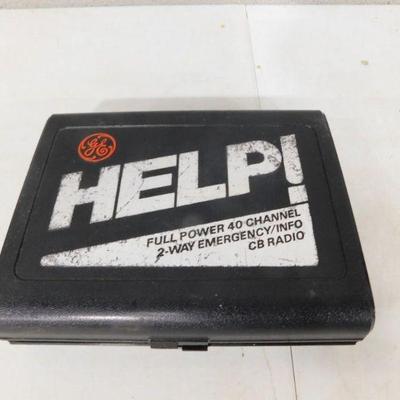 GE
HELP!
FULL POWER 40 CHANNEL
2-WAY EMERGENCY/INFO
CB RADIO